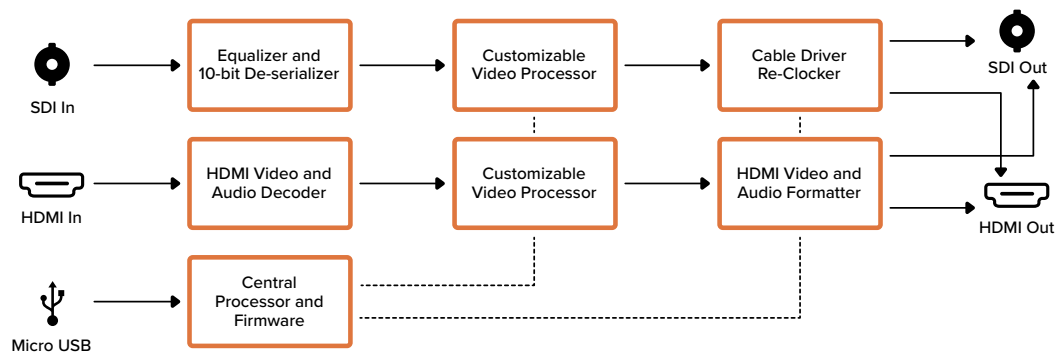 SDI In
Equalizer and
10-bit De-serializer
Customizable
Video Processor
Cable Driver
Re-Clocker
SDI Out
HDMI In
HDMI Video and
Audio Decoder
Customizable
Video Processor
HDMI Video and
Audio Formatter
HDMI Out
Micro USB
Central
Processor and
Firmware